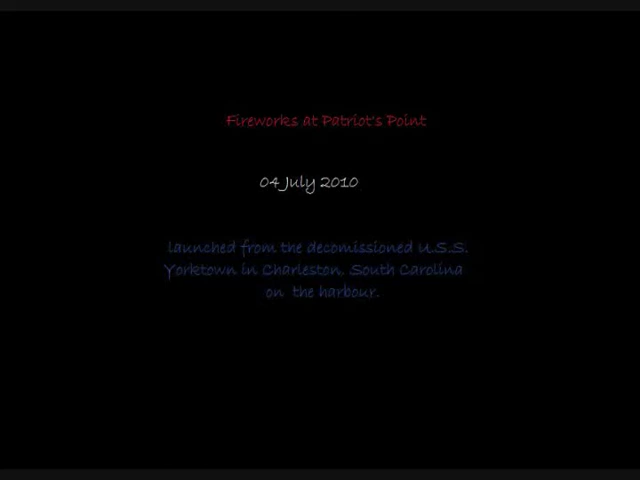 Fireworks at Patriot's Point
04 July 2010
launched from the decomissioned U.S.S.
Yorktown in Charleston, South Carolina
on the harbour.